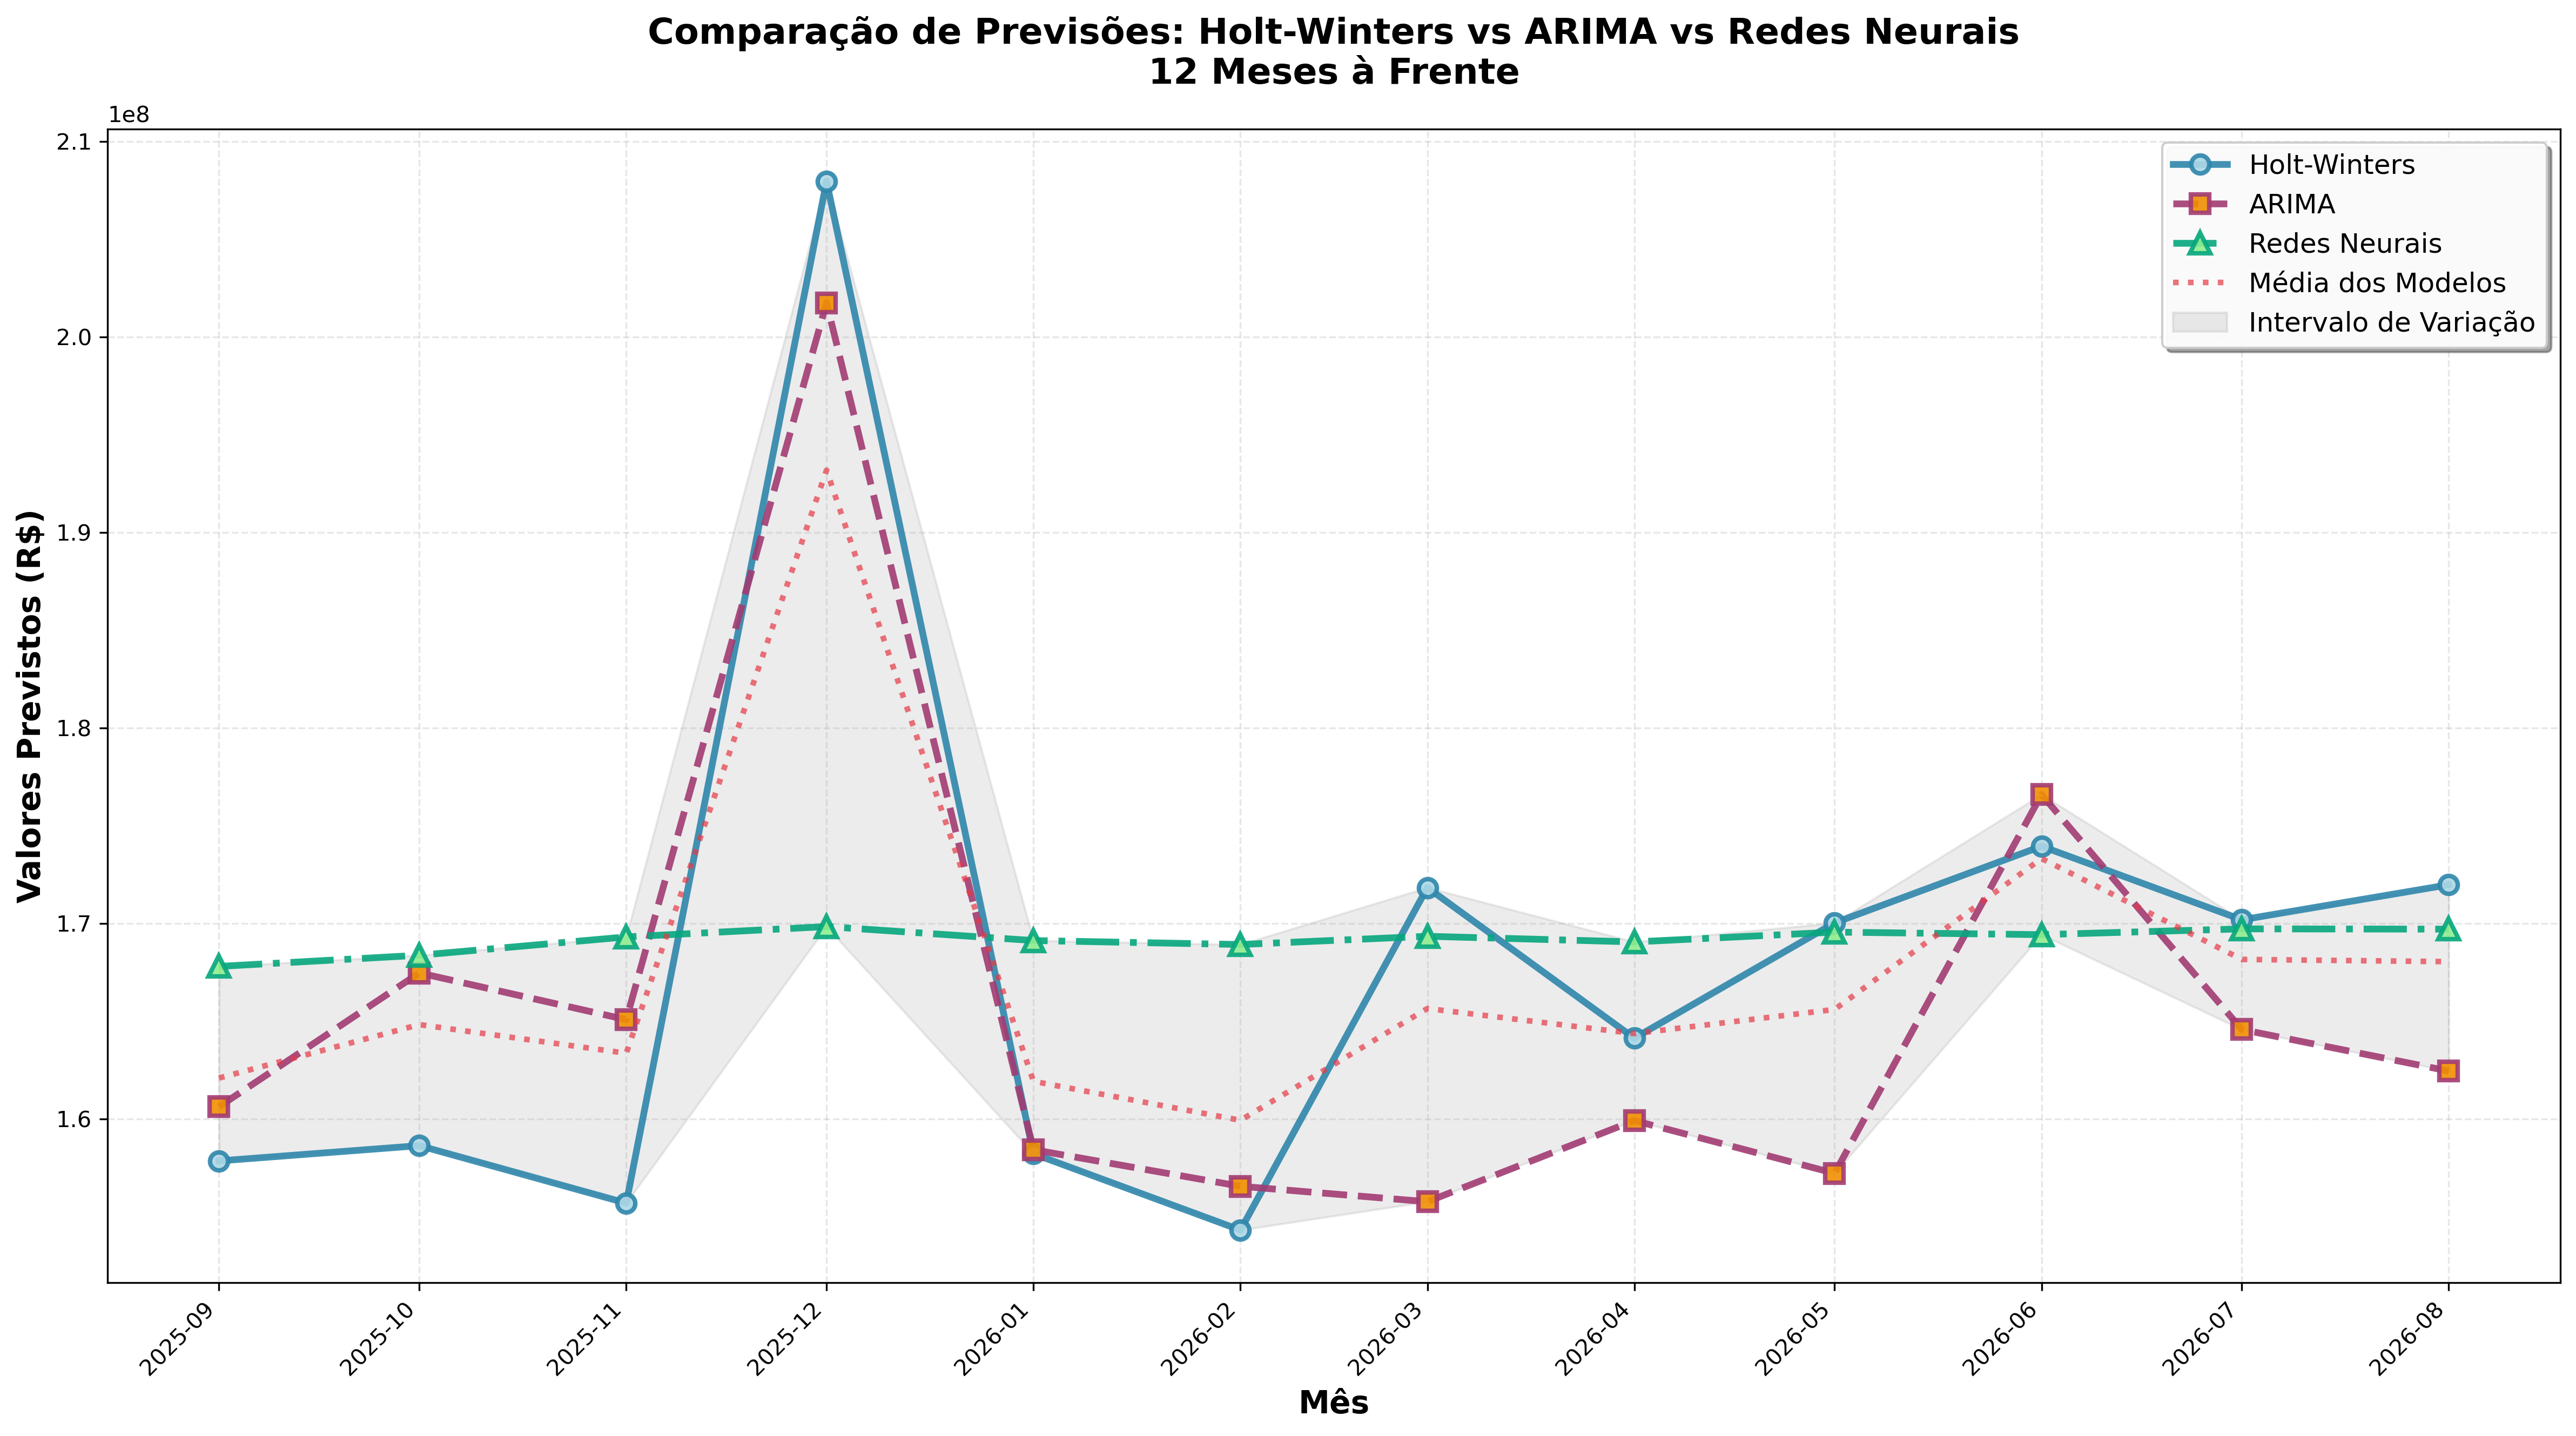 Comparação de Previsões: Holt-Winters vs ARIMA vs Redes Neurais
12 Meses à Frente
1e8
2.1
2.0
1.9
1.8
1.7
1.6
Valores Previstos (R$)
Holt-Winters
ARIMA
Redes Neurais
Média dos Modelos
Intervalo de Variação
2025-09
2025-10
2025-11
2025-12
2026-01
2026-02
2026-03
2026-04
2026-05
2026-06
2026-07
2026-08
Mês